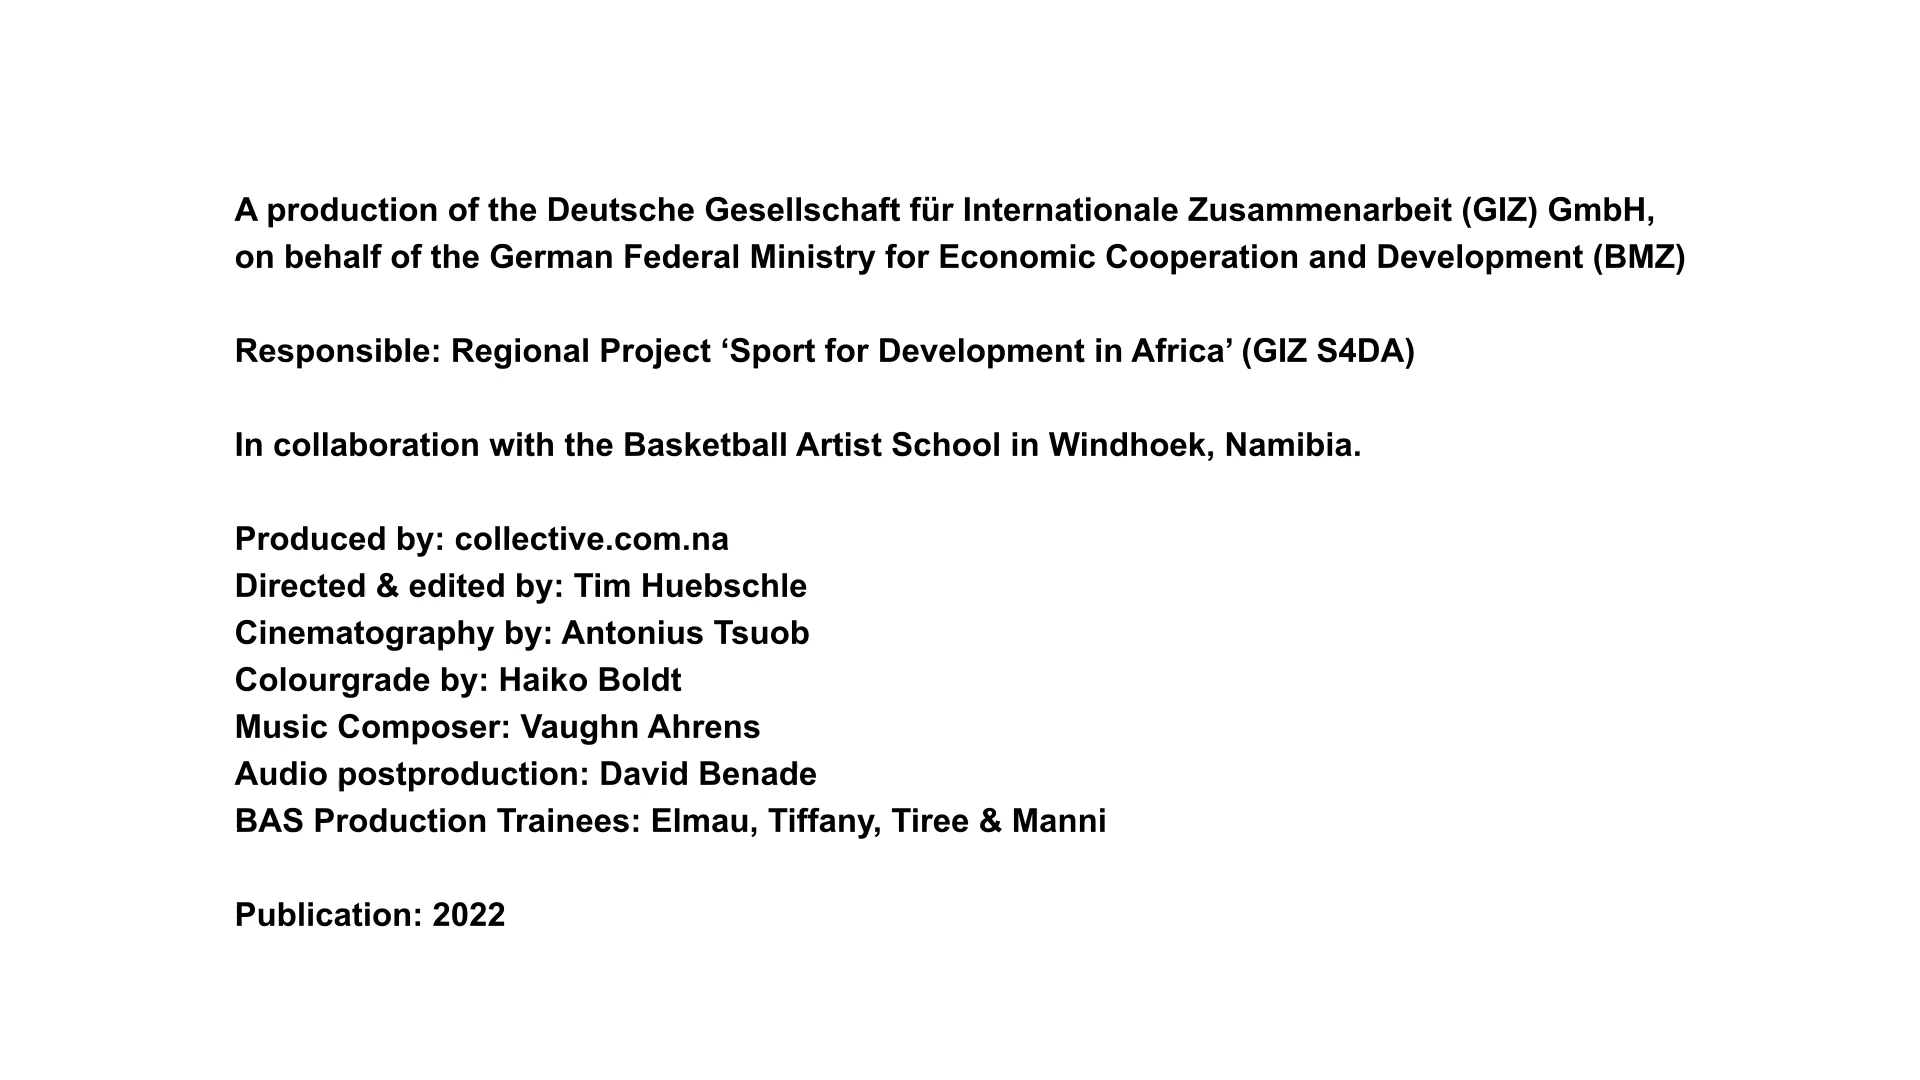 A production of the Deutsche Gesellschaft für Internationale Zusammenarbeit (GIZ) GmbH,
on behalf of the German Federal Ministry for Economic Cooperation and Development (BMZ)
Responsible: Regional Project ‘Sport for Development in Africa’ (GIZ S4DA)
In collaboration with the Basketball Artist School in Windhoek, Namibia.
Produced by: collective.com.na
Directed & edited by: Tim Huebschle
Cinematography by: Antonius Tsuob
Colourgrade by: Haiko Boldt
Music Composer: Vaughn Ahrens
Audio postproduction: David Benade
BAS Production Trainees: Elmau, Tiffany, Tiree & Manni
Publication: 2022